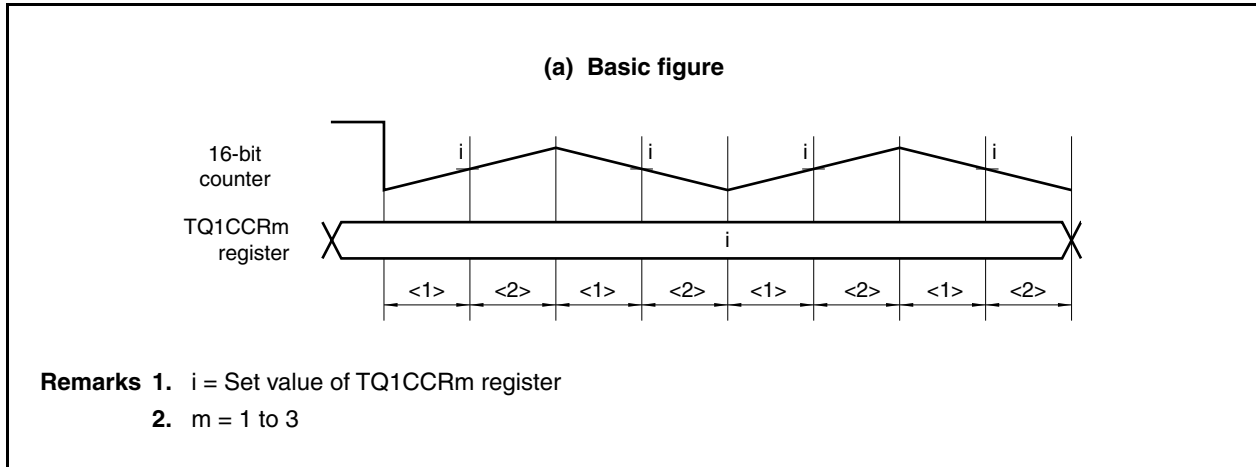 (a) Basic figure
16-bit
counter
i i i i
TQ1CCRm
register
i
<1> <2> <1> <2> <1> <2> <1> <2>
Remarks 1. i = Set value of TQ1CCRm register
2. m = 1 to 3